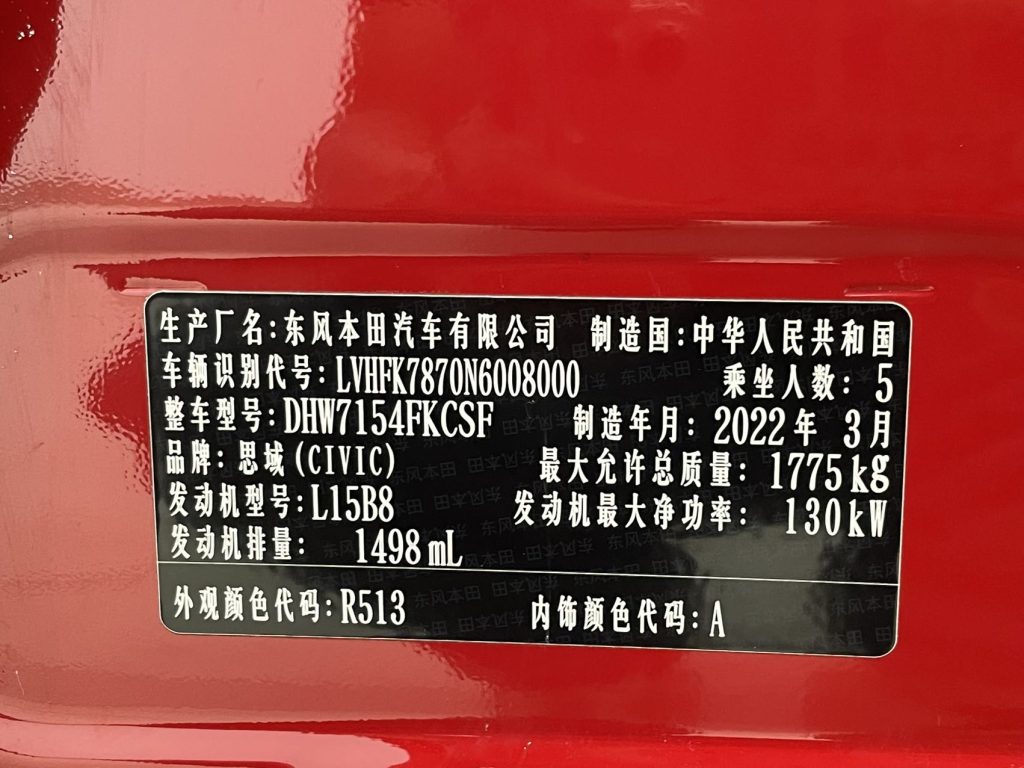 生产厂名:东风本田汽车有限公司 制造国:中华人民共和国
车辆识别代号:LVHFK7870N6008000 乘坐人数: 5
整车型号:DHW7154FKCSF 制造年月: 2022年 3月
品牌: 思域(CIVIC) 最大允许总质量: 1775kg
发动机型号:L15B8 发动机最大净功率: 130kW
发动机排量: 1498mL
外观颜色代码:R513 内饰颜色代码: A